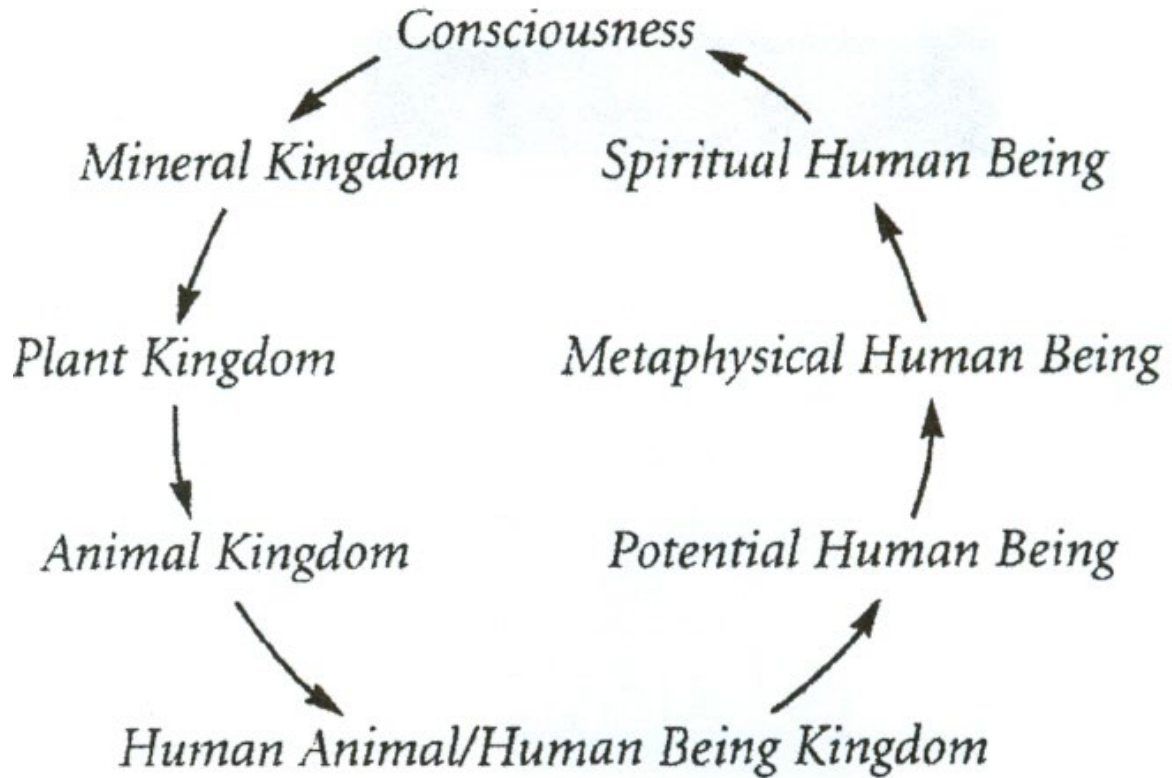 Consciousness
Mineral Kingdom
Spiritual Human Being
Plant Kingdom
Metaphysical Human Being
Animal Kingdom
Potential Human Being
Human Animal/Human Being Kingdom